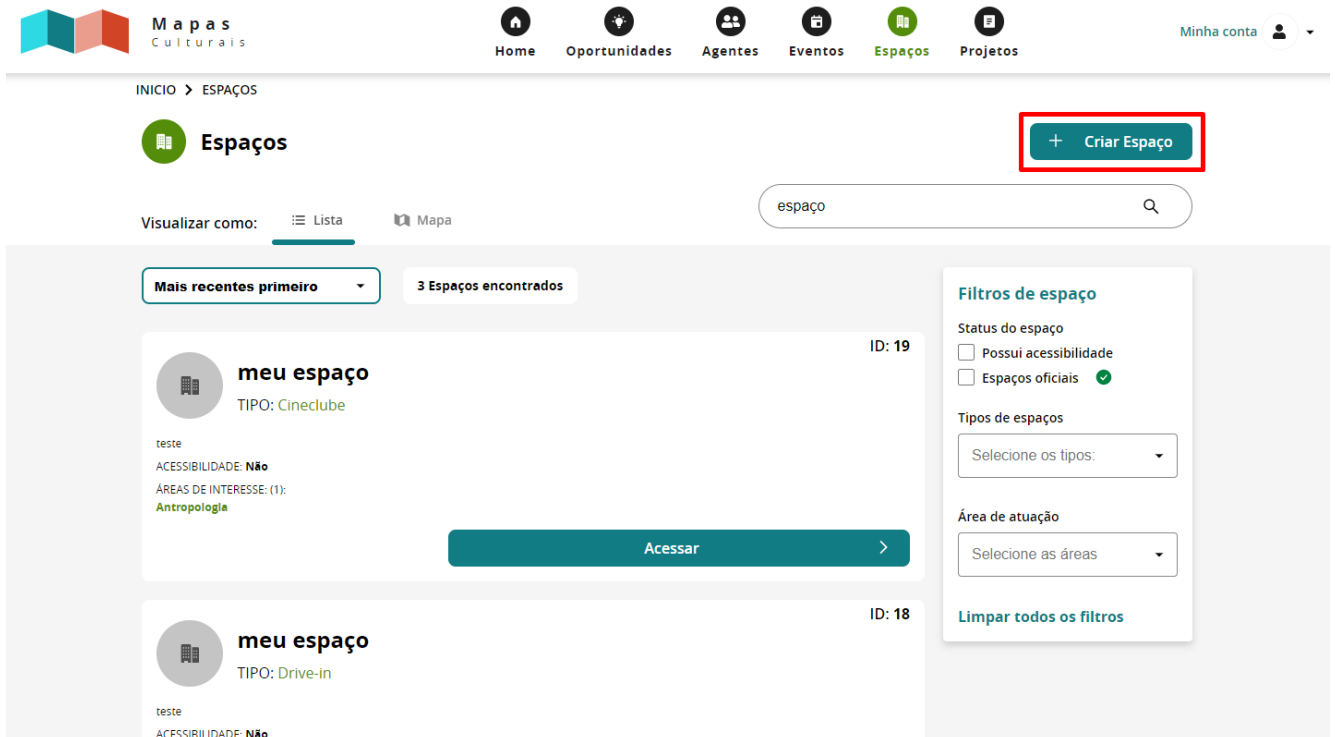 Mapas
Culturais
Home
Oportunidades
Agentes
Eventos
Espaços
Projetos
Minha conta
INICIO > ESPAÇOS
Espaços
+ Criar Espaço
Visualizar como:
Lista
Mapa
espaço
Mais recentes primeiro
3 Espaços encontrados
ID: 19
meu espaço
TIPO: Cineclube
teste
ACESSIBILIDADE: Não
ÁREAS DE INTERESSE: (1):
Antropologia
Acessar
ID: 18
meu espaço
TIPO: Drive-in
teste
ACESSIBILIDADE: Não
Filtros de espaço
Status do espaço
Possui acessibilidade
Espaços oficiais
Tipos de espaços
Selecione os tipos:
Área de atuação
Selecione as áreas
Limpar todos os filtros